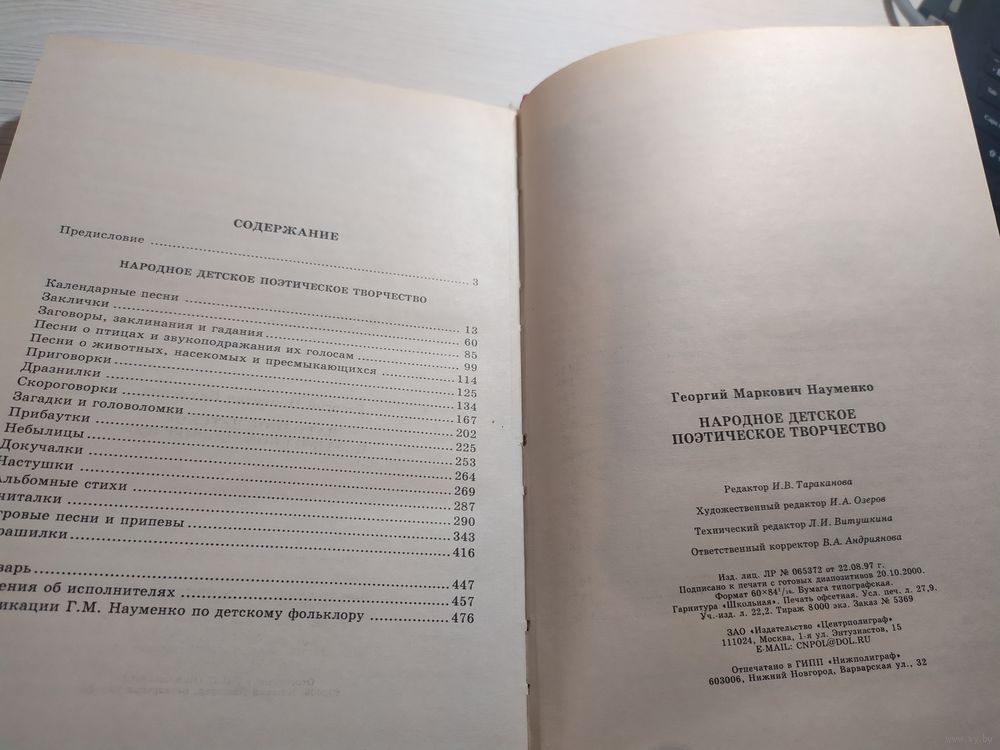 СОДЕРЖАНИЕ
Предисловие 3
НАРОДНОЕ ДЕТСКОЕ ПОЭТИЧЕСКОЕ ТВОРЧЕСТВО
Календарные песни 13
Заклички 60
Заговоры, заклинания и гадания 85
Песни о птицах и звукоподражания их голосам 99
Песни о животных, насекомых и пресмыкающихся 114
Приговорки 125
Дразнилки 134
Скороговорки 167
Загадки и головоломки 202
Прибаутки 225
Небылицы 253
Докучалки 264
Частушки 269
Альбомные стихи 287
читалки 290
гровые песни и припевы 343
рашилки 416
варь 447
ения об исполнителях 457
икации Г.М. Науменко по детскому фольклору 476
Георгий Маркович Науменко
НАРОДНОЕ ДЕТСКОЕ
ПОЭТИЧЕСКОЕ ТВОРЧЕСТВО
Редактор И.В. Тараканова
Художественный редактор И.А. Озеров
Технический редактор Л.И. Витушкина
Ответственный корректор В.А. Андриянова
Изд. лиц. ЛР № 065372 от 22.08.97 г.
Подписано к печати с готовых диапозитивов 20.10.2000.
Формат 60×84 1/16. Бумага типографская.
Гарнитура «Школьная». Печать офсетная. Усл. печ. л. 27,9.
Уч.-изд. л. 22,2. Тираж 8000 экз. Заказ № 5369
ЗАО «Издательство «Центрполиграф»
111024, Москва, 1-я ул. Энтузиастов, 15
E-MAIL: CNPOL@DOL.RU
Отпечатано в ГИПП «Нижполиграф»
603006, Нижний Новгород, Варварская ул., 32